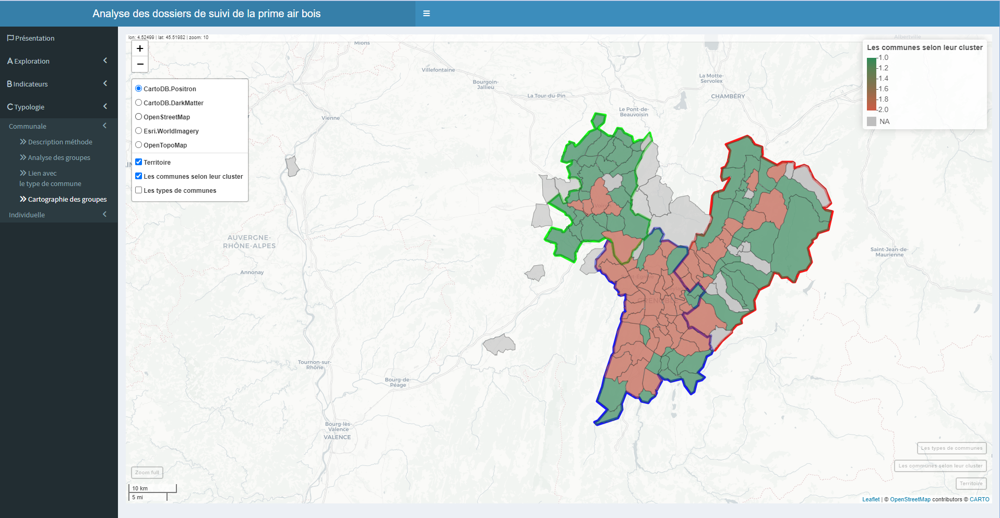 Analyse des dossiers de suivi de la prime air bois
Présentation
A Exploration
B Indicateurs
C Typologie
Communale
Description méthode
Analyse des groupes
Lien avec
le type de commune
Cartographie des groupes
Individuelle
lon: 4.52499 | lat: 45.51982 | zoom: 10
+
−
CartoDB.Positron
CartoDB.DarkMatter
OpenStreetMap
Esri.WorldImagery
OpenTopoMap
Territoire
Les communes selon leur cluster
Les types de communes
Les communes selon leur cluster
1.0
1.2
1.4
1.6
1.8
2.0
NA
Albertville
Mions
Villefontaine
Bourgoin-
Jallieu
La Tour-du-Pin
La Motte-
Servolex
CHAMBÉRY
Le Pont-de-
Beauvoisin
Vienne
Voiron
AUVERGNE-
RHÔNE-ALPES
Annonay
Saint-Jean-de-
Maurienne
Saint-Égrève
Meylan
GRENOBLE
Tournon-sur-
Rhône
Bourg-de-
Péage
Bourg-lès-
Valence
VALENCE
Les types de communes
Les communes selon leur cluster
Territoire
Zoom full
10 km
5 mi
Leaflet | © OpenStreetMap contributors © CARTO